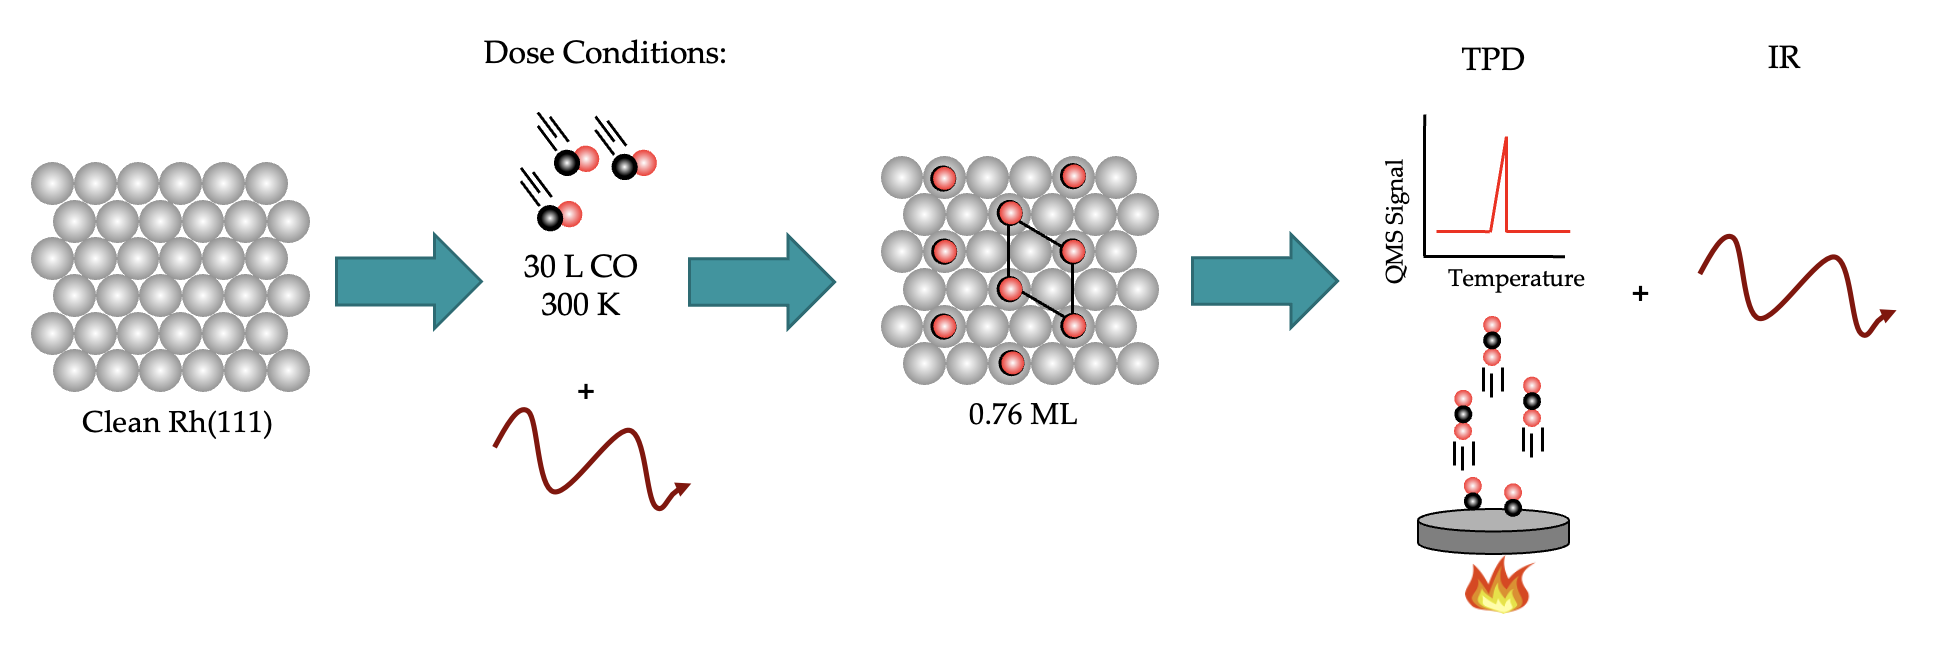 Dose Conditions:
30 L CO
300 K
+
Clean Rh(111)
0.76 ML
TPD
QMS Signal
Temperature
+
IR